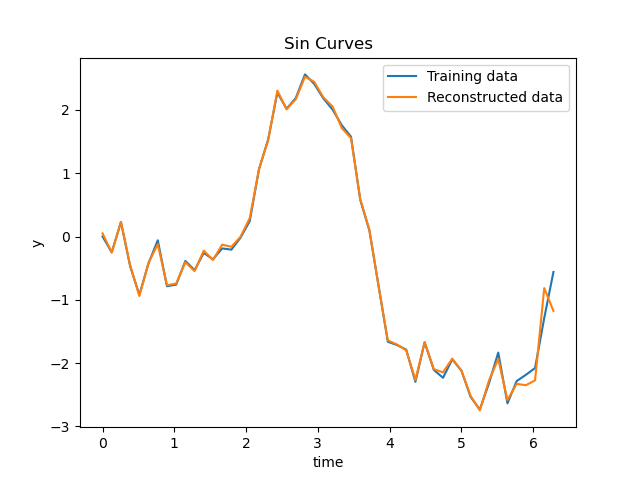 Sin Curves
Training data
Reconstructed data
2
1
0
−1
−2
−3
y
0 1 2 3 4 5 6
time